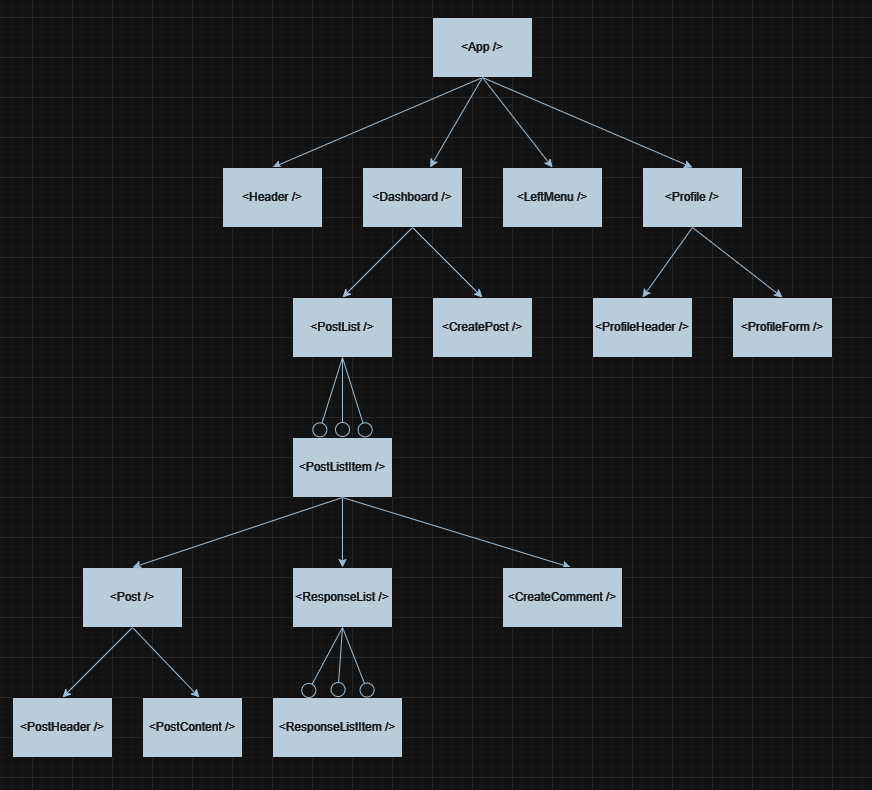 <App />
<Header />
<Dashboard />
<LeftMenu />
<Profile />
<PostList />
<CreatePost />
<ProfileHeader />
<ProfileForm />
<PostListItem />
<Post />
<ResponseList />
<CreateComment />
<PostHeader />
<PostContent />
<ResponseListItem />